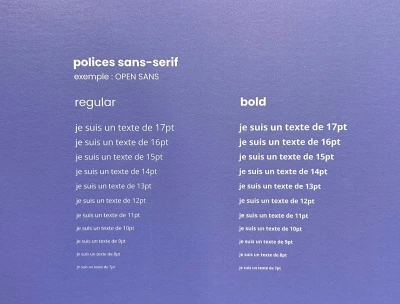 polices sans-serif
exemple : OPEN SANS
regular
je suis un texte de 17pt
je suis un texte de 16pt
je suis un texte de 15pt
je suis un texte de 14pt
je suis un texte de 13pt
je suis un texte de 12pt
je suis un texte de 11pt
je suis un texte de 10pt
je suis un texte de 9pt
je suis un texte de 8pt
je suis un texte de 7pt
bold
je suis un texte de 17pt
je suis un texte de 16pt
je suis un texte de 15pt
je suis un texte de 14pt
je suis un texte de 13pt
je suis un texte de 12pt
je suis un texte de 11pt
je suis un texte de 10pt
je suis un texte de 9pt
je suis un texte de 8pt
je suis un texte de 7pt